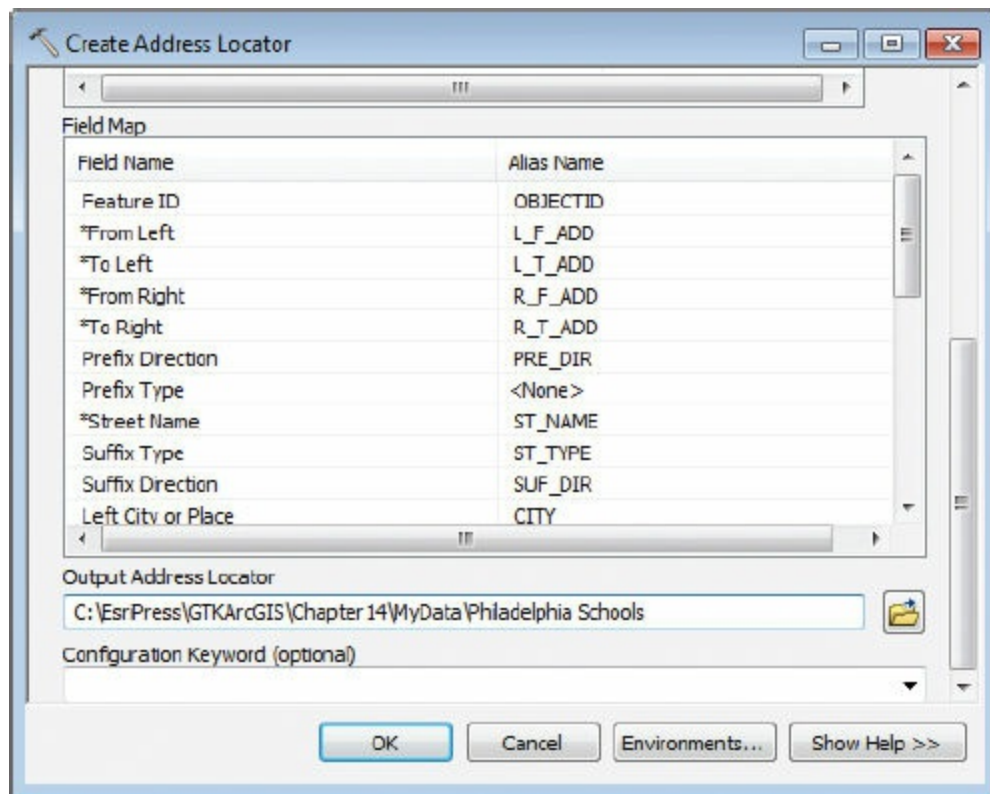 Create Address Locator
Field Map
Field Name Alias Name
Feature ID OBJECTID
*From Left L_F_ADD
*To Left L_T_ADD
*From Right R_F_ADD
*To Right R_T_ADD
Prefix Direction PRE_DIR
Prefix Type <None>
*Street Name ST_NAME
Suffix Type ST_TYPE
Suffix Direction SUF_DIR
Left City or Place CITY
Output Address Locator
C:\EsriPress\GTKArcGIS\Chapter14\MyData\Philadelphia Schools
Configuration Keyword (optional)
OK Cancel Environments... Show Help >>